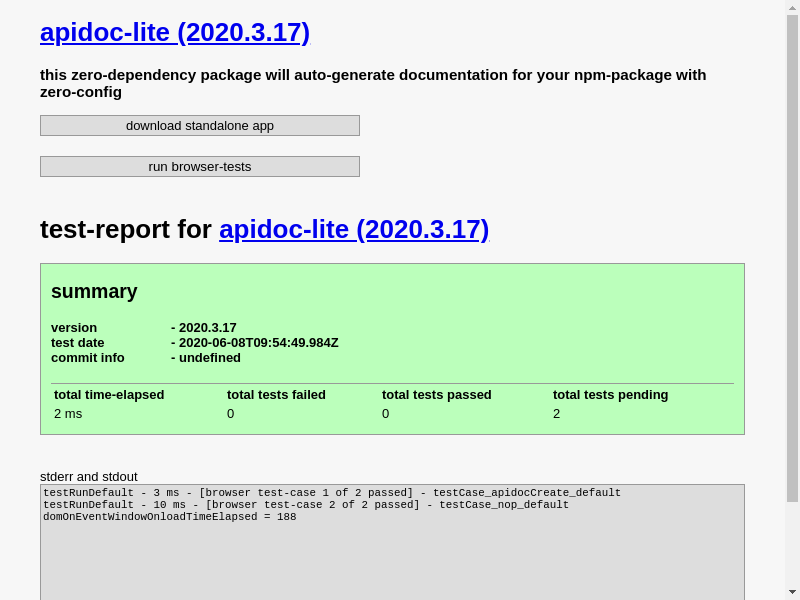 apidoc-lite (2020.3.17)
this zero-dependency package will auto-generate documentation for your npm-package with
zero-config
download standalone app
run browser-tests
test-report for apidoc-lite (2020.3.17)
summary
version - 2020.3.17
test date - 2020-06-08T09:54:49.984Z
commit info - undefined
total time-elapsed total tests failed total tests passed total tests pending
2 ms 0 0 2
stderr and stdout
testRunDefault - 3 ms - [browser test-case 1 of 2 passed] - testCase_apidocCreate_default
testRunDefault - 10 ms - [browser test-case 2 of 2 passed] - testCase_nop_default
domOnEventWindowOnloadTimeElapsed = 188